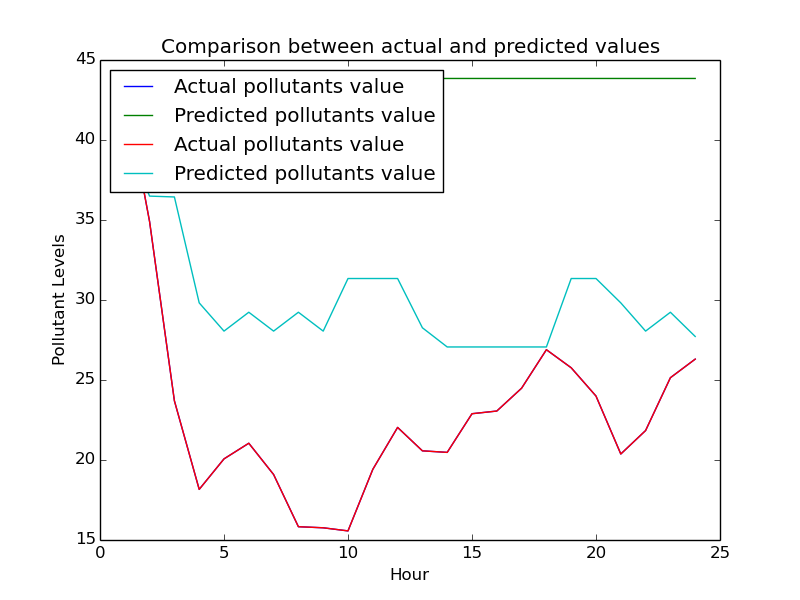 Comparison between actual and predicted values
Actual pollutants value
Predicted pollutants value
Actual pollutants value
Predicted pollutants value
Pollutant Levels
45
40
35
30
25
20
15
0 5 10 15 20 25
Hour